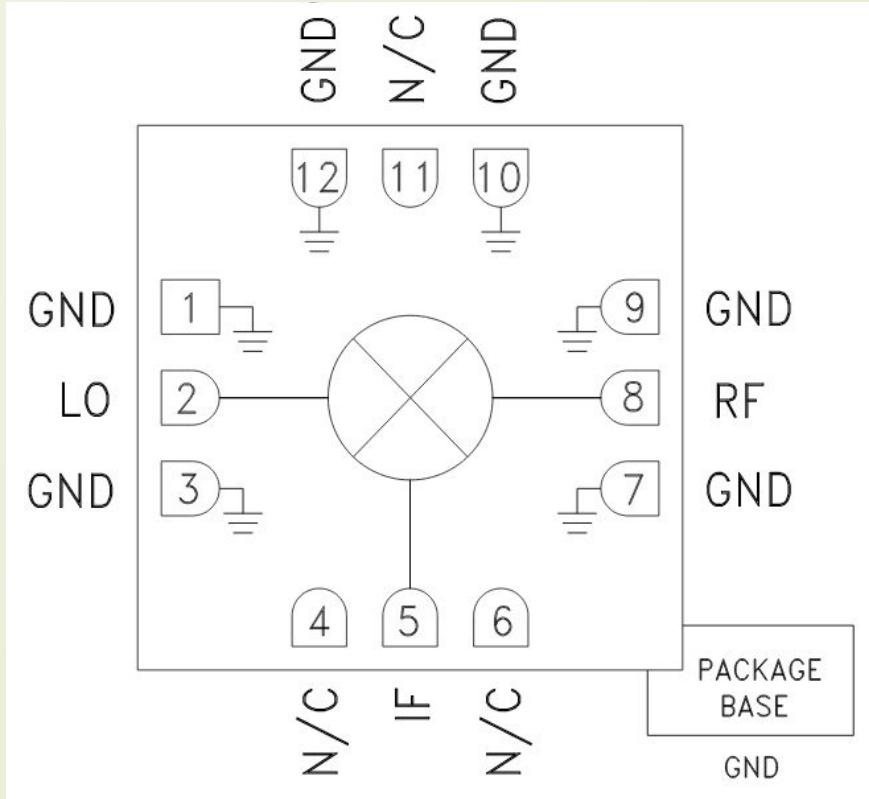 GND N/C GND
12 11 10
GND 1 9 GND
LO 2 8 RF
GND 3 7 GND
4 5 6
N/C IF N/C
PACKAGE
BASE
GND